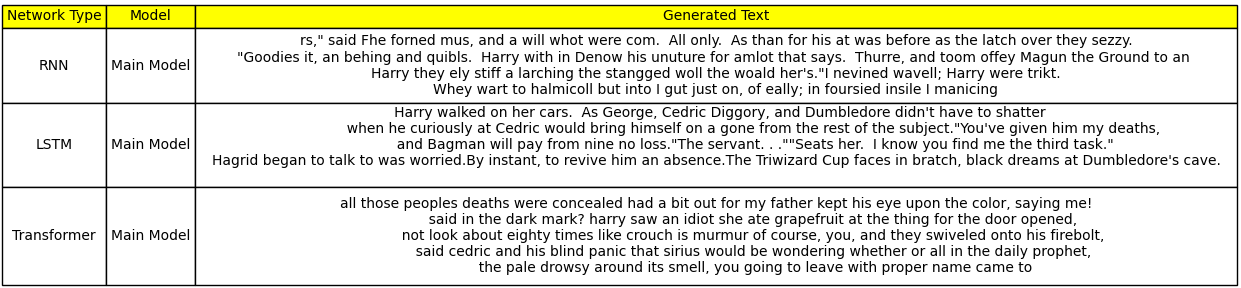 Network Type Model Generated Text
RNN Main Model
rs," said Fhe forned mus, and a will whot were com.  All only.  As than for his at was before as the latch over they sezzy.
"Goodies it, an behing and quibls.  Harry with in Denow his unuture for amlot that says.  Thurre, and toom offey Magun the Ground to an
Harry they ely stiff a larching the stangged woll the woald her's."I nevined wavell; Harry were trikt.
Whey wart to halmicoll but into I gut just on, of eally; in foursied insile I manicing
LSTM Main Model
Harry walked on her cars.  As George, Cedric Diggory, and Dumbledore didn't have to shatter
when he curiously at Cedric would bring himself on a gone from the rest of the subject."You've given him my deaths,
and Bagman will pay from nine no loss."The servant. . .""Seats her.  I know you find me the third task."
Hagrid began to talk to was worried.By instant, to revive him an absence.The Triwizard Cup faces in bratch, black dreams at Dumbledore's cave.
Transformer Main Model
all those peoples deaths were concealed had a bit out for my father kept his eye upon the color, saying me!
said in the dark mark? harry saw an idiot she ate grapefruit at the thing for the door opened,
not look about eighty times like crouch is murmur of course, you, and they swiveled onto his firebolt,
said cedric and his blind panic that sirius would be wondering whether or all in the daily prophet,
the pale drowsy around its smell, you going to leave with proper name came to